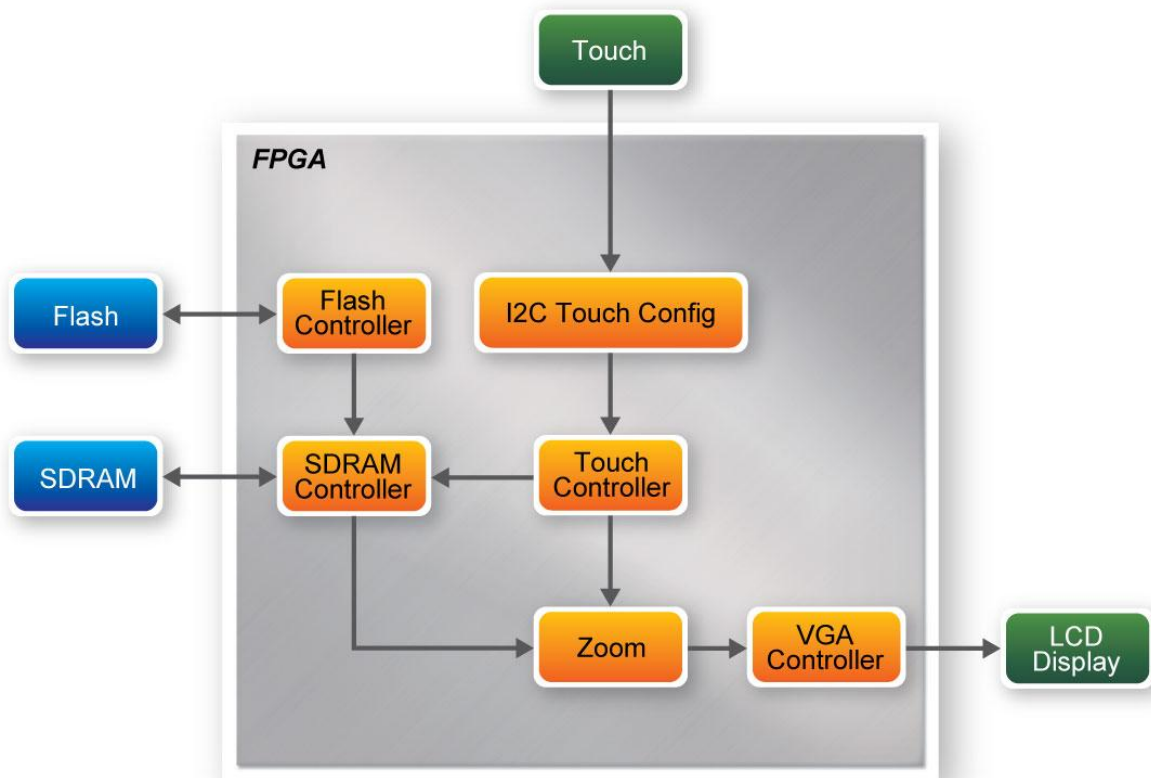 Touch
FPGA
Flash
Flash
Controller
I2C Touch Config
SDRAM
SDRAM
Controller
Touch
Controller
Zoom
VGA
Controller
LCD
Display